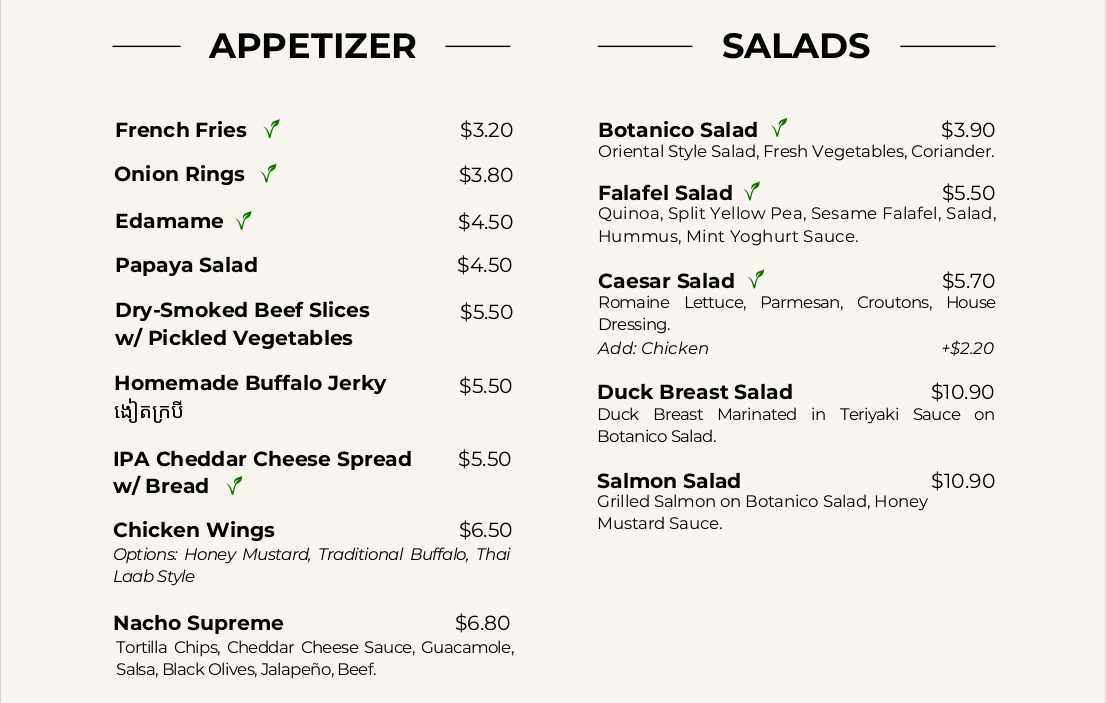 APPETIZER
French Fries $3.20
Onion Rings $3.80
Edamame $4.50
Papaya Salad $4.50
Dry-Smoked Beef Slices $5.50
w/ Pickled Vegetables
Homemade Buffalo Jerky $5.50
ងៀតក្របី
IPA Cheddar Cheese Spread $5.50
w/ Bread
Chicken Wings $6.50
Options: Honey Mustard, Traditional Buffalo, Thai
Laab Style
Nacho Supreme $6.80
Tortilla Chips, Cheddar Cheese Sauce, Guacamole,
Salsa, Black Olives, Jalapeño, Beef.
SALADS
Botanico Salad $3.90
Oriental Style Salad, Fresh Vegetables, Coriander.
Falafel Salad $5.50
Quinoa, Split Yellow Pea, Sesame Falafel, Salad,
Hummus, Mint Yoghurt Sauce.
Caesar Salad $5.70
Romaine Lettuce, Parmesan, Croutons, House
Dressing.
Add: Chicken +$2.20
Duck Breast Salad $10.90
Duck Breast Marinated in Teriyaki Sauce on
Botanico Salad.
Salmon Salad $10.90
Grilled Salmon on Botanico Salad, Honey
Mustard Sauce.